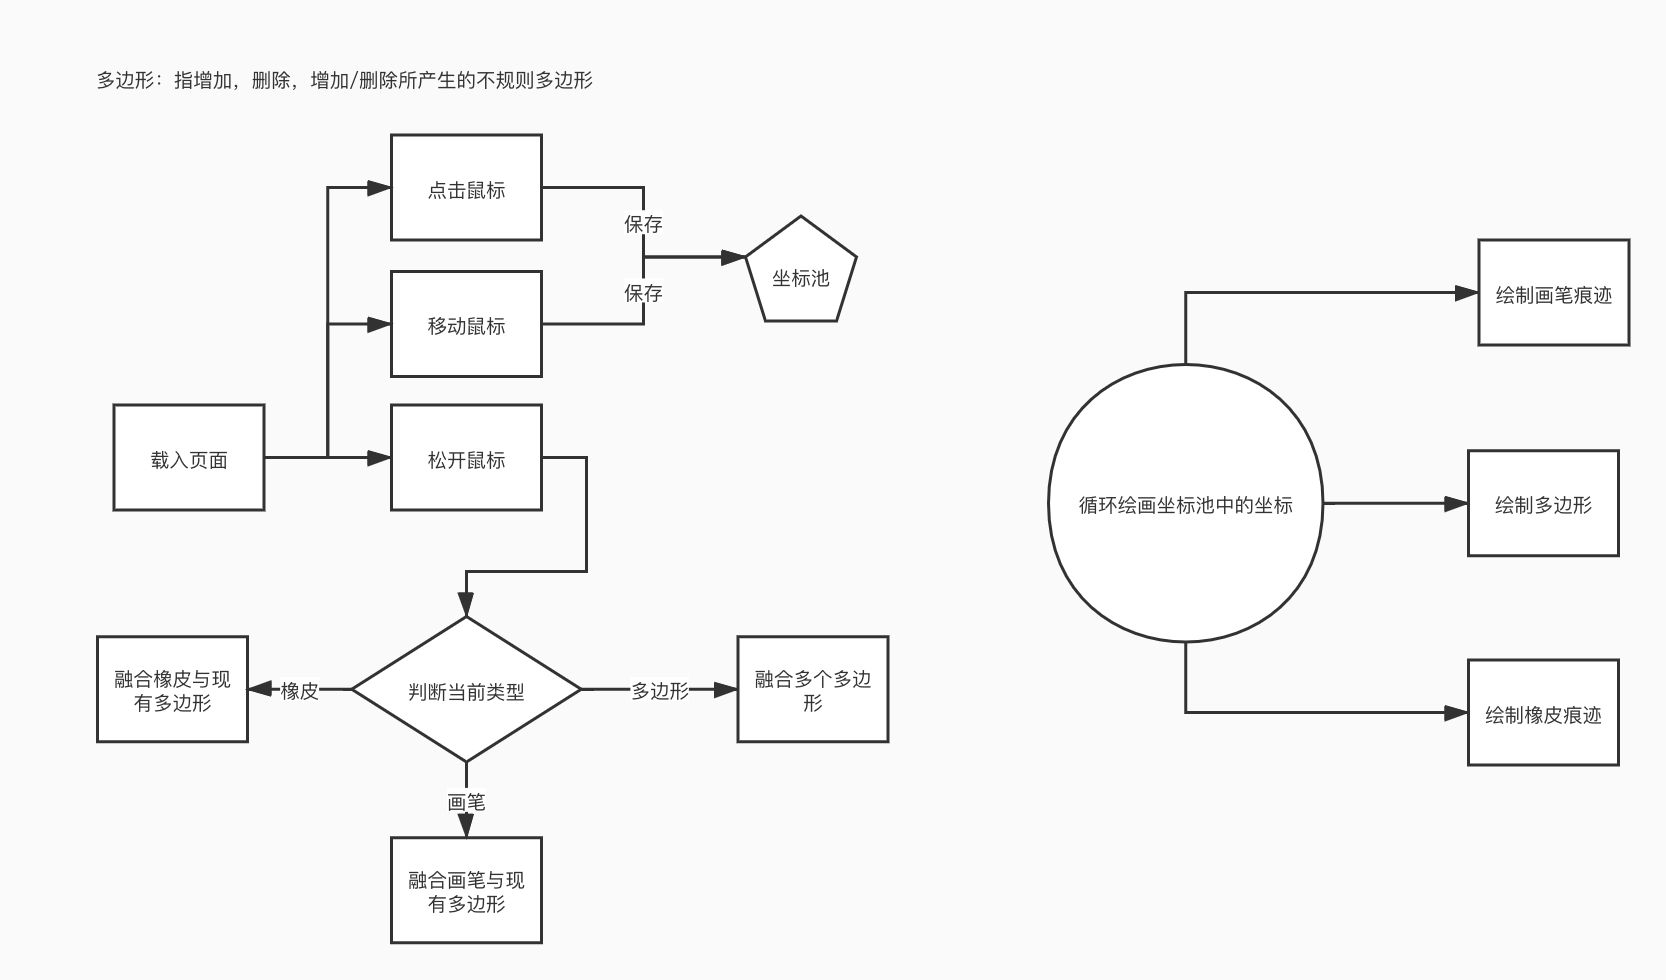 多边形：指增加，删除，增加/删除所产生的不规则多边形
点击鼠标
保存
坐标池
移动鼠标
保存
载入页面
松开鼠标
融合橡皮与现
有多边形
橡皮
判断当前类型
多边形
融合多个多边
形
画笔
融合画笔与现
有多边形
绘制画笔痕迹
循环绘画坐标池中的坐标
绘制多边形
绘制橡皮痕迹